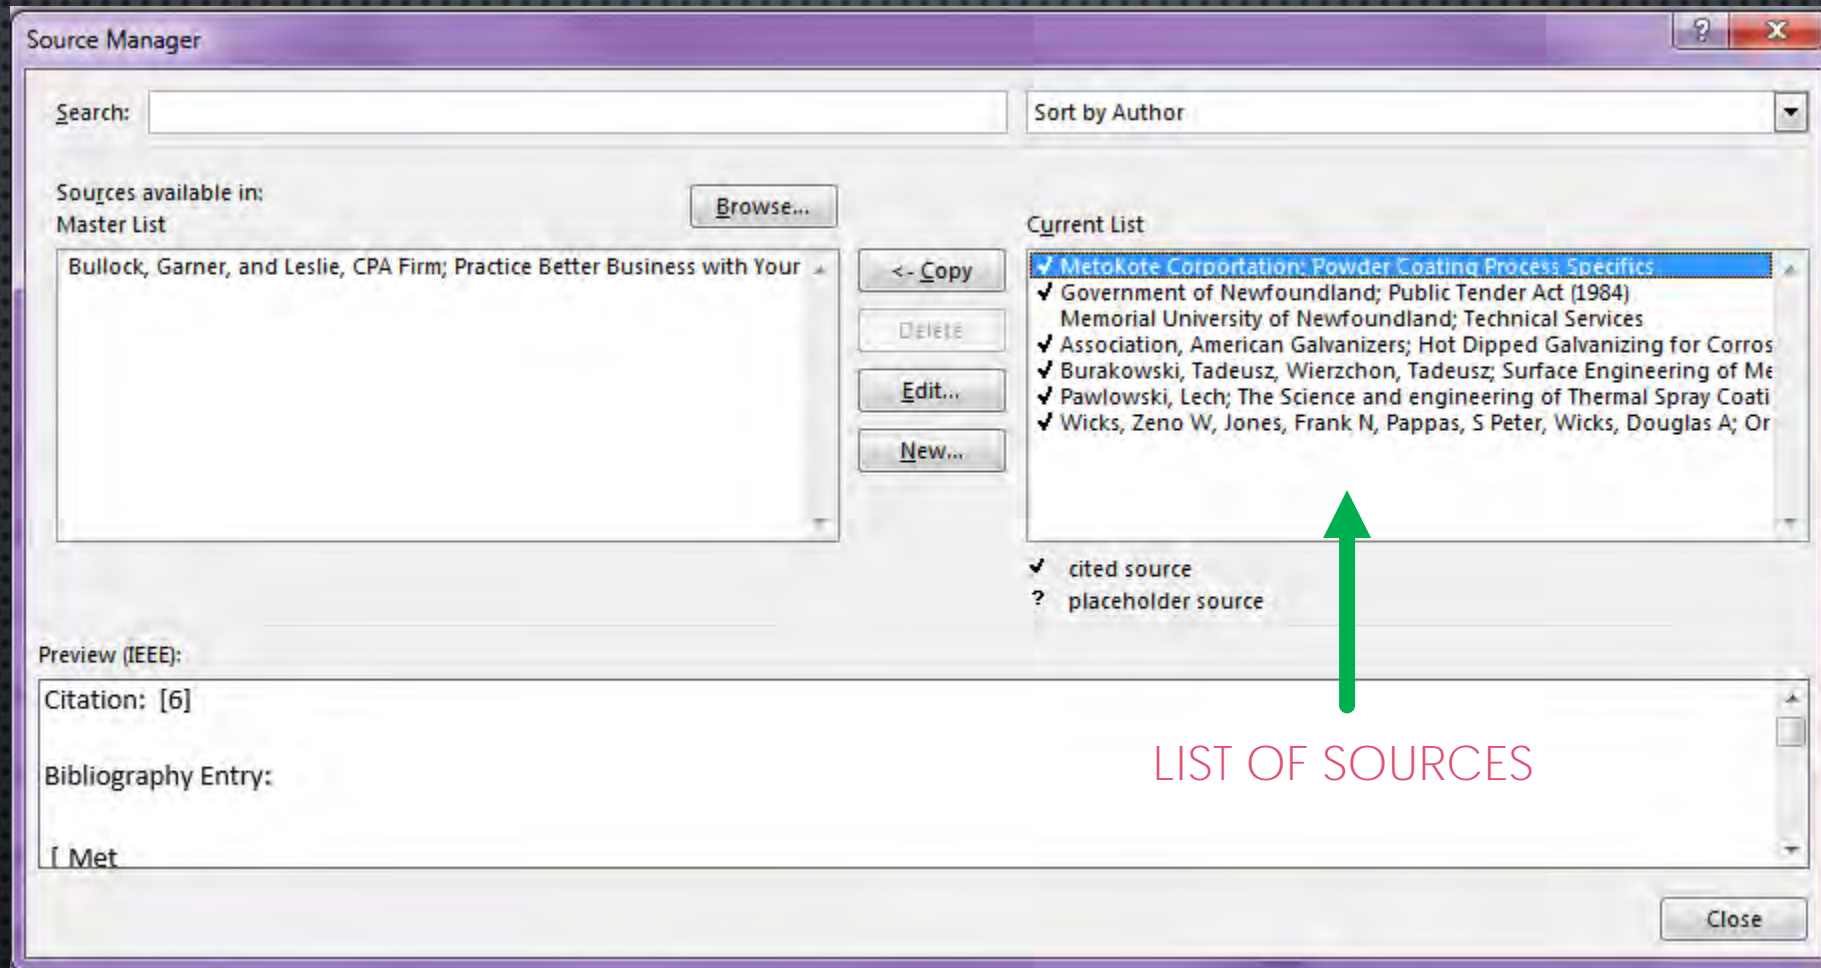 Source Manager
?
X
Search:
Sort by Author
Sources available in:
Master List
Browse...
Current List
Bullock, Garner, and Leslie, CPA Firm; Practice Better Business with Your
<- Copy
Delete
Edit...
New...
✓ MetoKote Corportation; Powder Coating Process Specifics
✓ Government of Newfoundland; Public Tender Act (1984)
Memorial University of Newfoundland; Technical Services
✓ Association, American Galvanizers; Hot Dipped Galvanizing for Corros
✓ Burakowski, Tadeusz, Wierzchon, Tadeusz; Surface Engineering of Me
✓ Pawlowski, Lech; The Science and engineering of Thermal Spray Coati
✓ Wicks, Zeno W, Jones, Frank N, Pappas, S Peter, Wicks, Douglas A; Or
✓ cited source
? placeholder source
Preview (IEEE):
Citation: [6]
Bibliography Entry:
[ Met
LIST OF SOURCES
Close